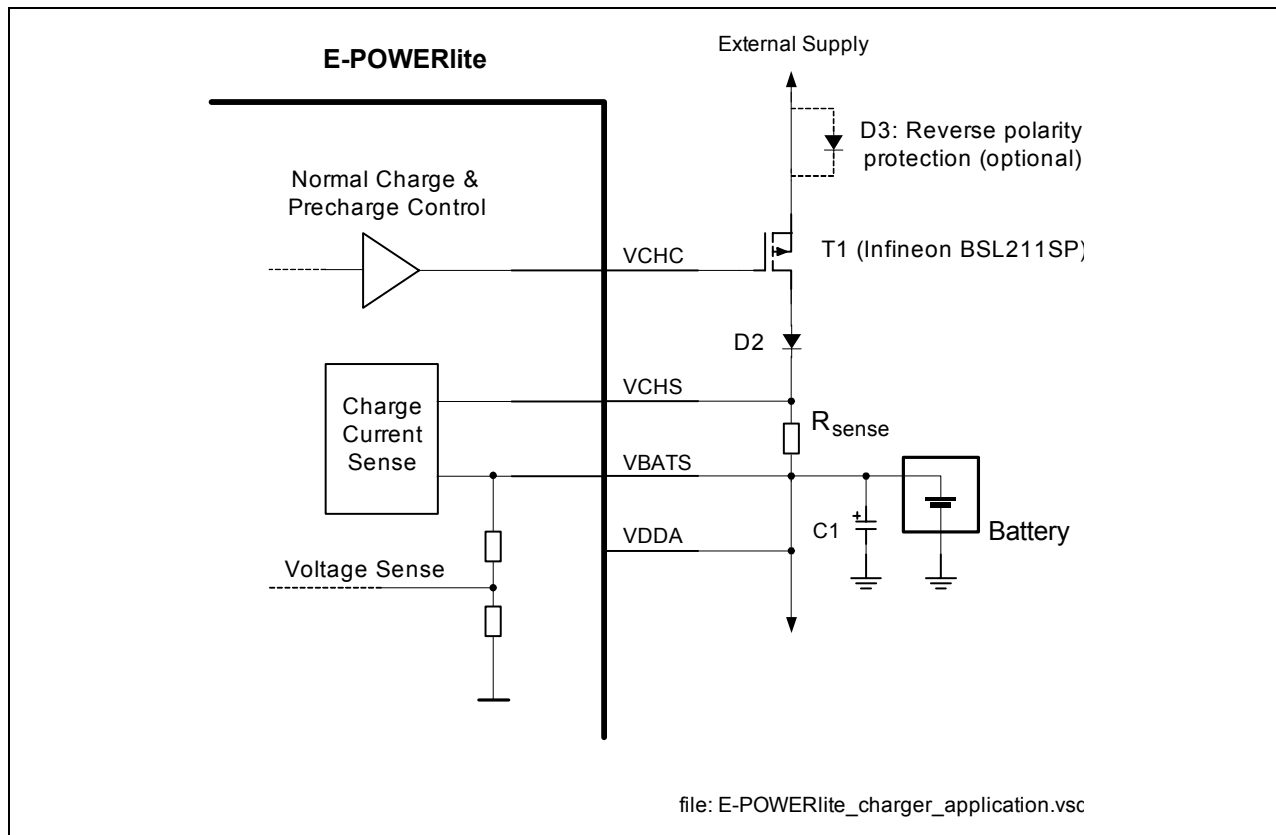 E-POWERlite
External Supply
D3: Reverse polarity
protection (optional)
Normal Charge &
Precharge Control
VCHC
T1 (Infineon BSL211SP)
D2
VCHS
Charge
Current
Sense
Rsense
VBATS
C1
+
Battery
VDDA
Voltage Sense
file: E-POWERlite_charger_application.vsd